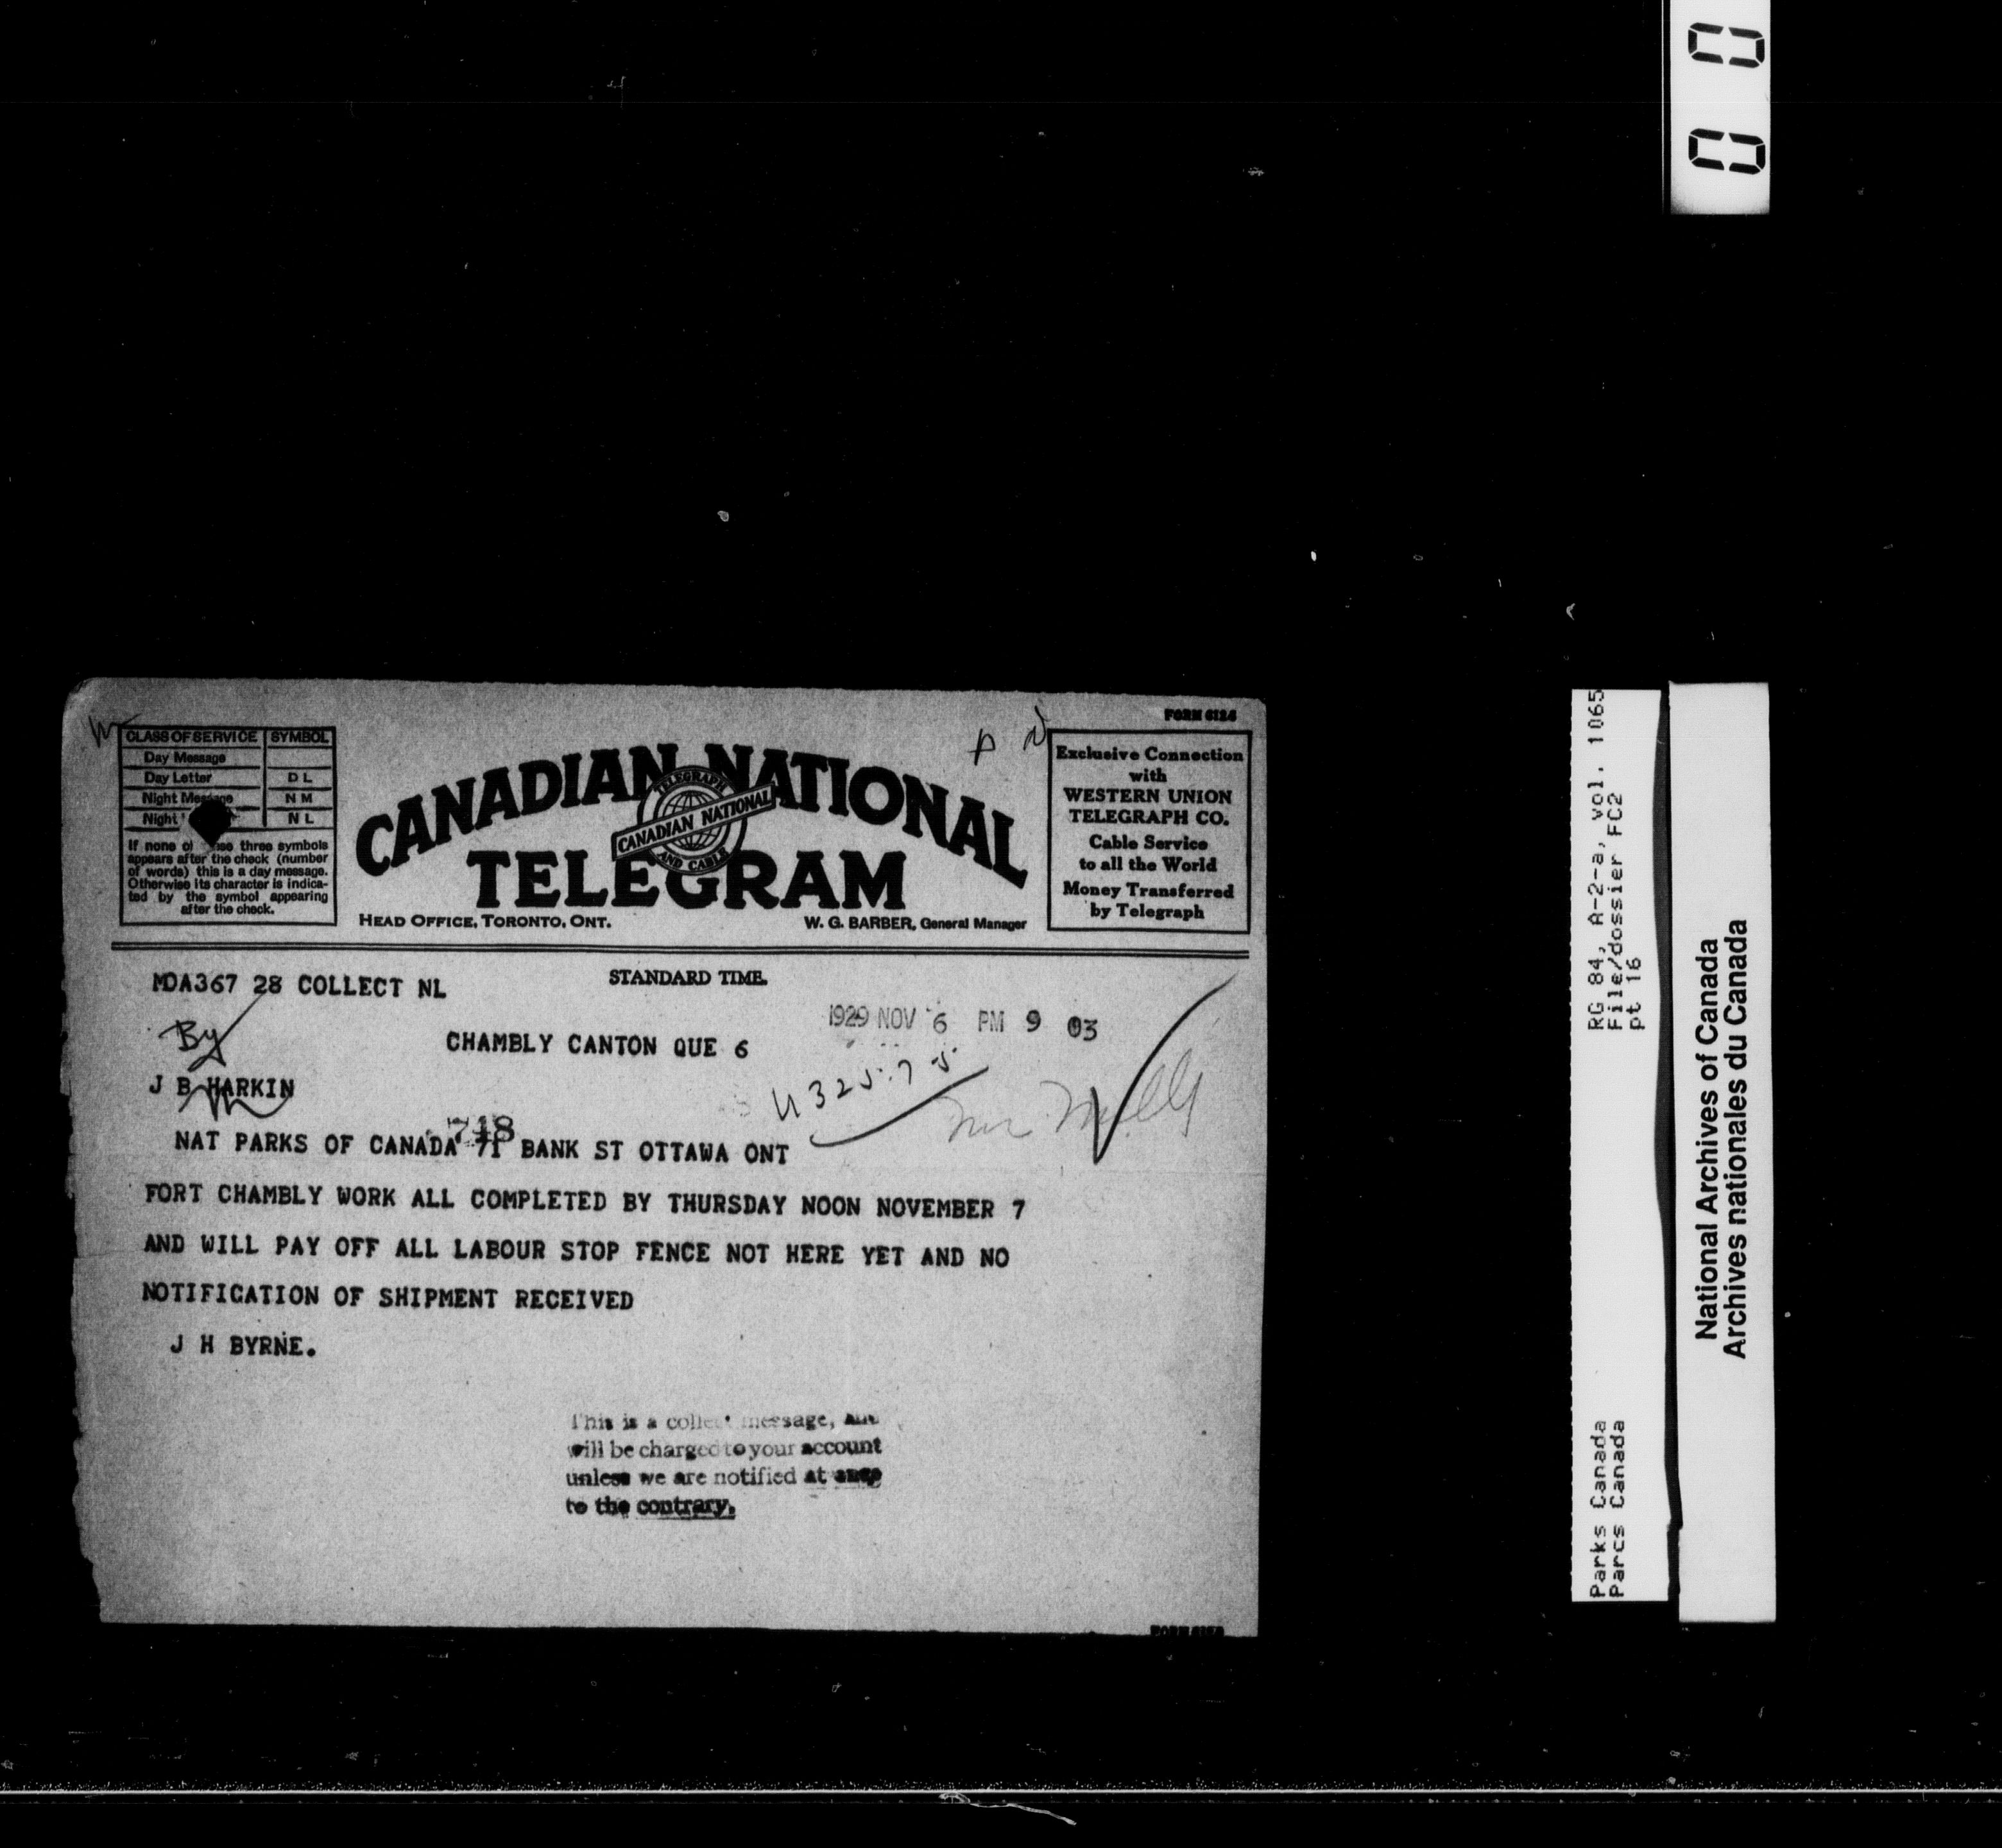 FORM 6124
CLASS OF SERVICE SYMBOL
Day Message
Day Letter D L
Night Message N M
Night N L
If none of these three symbols
appears after the check (number
of words) this is a day message.
Otherwise its character is indica-
ted by the symbol appearing
after the check.
CANADIAN NATIONAL
TELEGRAPH
CANADIAN NATIONAL
AND CABLE
TELEGRAM
HEAD OFFICE, TORONTO, ONT.
W. G. BARBER, General Manager
Exclusive Connection
with
WESTERN UNION
TELEGRAPH CO.
Cable Service
to all the World
Money Transferred
by Telegraph
MDA367 28 COLLECT NL
STANDARD TIME.
1929 NOV 6 PM 9 03
By
CHAMBLY CANTON QUE 6
J B HARKIN
718
NAT PARKS OF CANADA 71 BANK ST OTTAWA ONT
FORT CHAMBLY WORK ALL COMPLETED BY THURSDAY NOON NOVEMBER 7
AND WILL PAY OFF ALL LABOUR STOP FENCE NOT HERE YET AND NO
NOTIFICATION OF SHIPMENT RECEIVED
J H BYRNE.
This is a collect message, and
will be charged to your account
unless we are notified at once
to the contrary.
RG 84, A-2-a, vol. 1065
File/dossier FC2
pt 16
Parks Canada
Parcs Canada
National Archives of Canada
Archives nationales du Canada